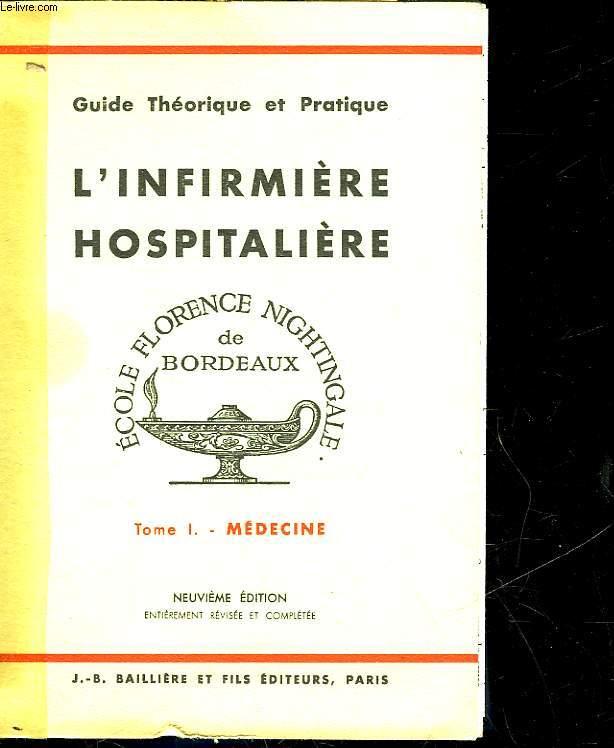 Le-livre.com
Guide Théorique et Pratique
L'INFIRMIÈRE
HOSPITALIÈRE
ÉCOLE FLORENCE NIGHTINGALE.
de
BORDEAUX
Tome I. - MÉDECINE
NEUVIÈME ÉDITION
ENTIÈREMENT RÉVISÉE ET COMPLÉTÉE
J.-B. BAILLIÈRE ET FILS ÉDITEURS, PARIS